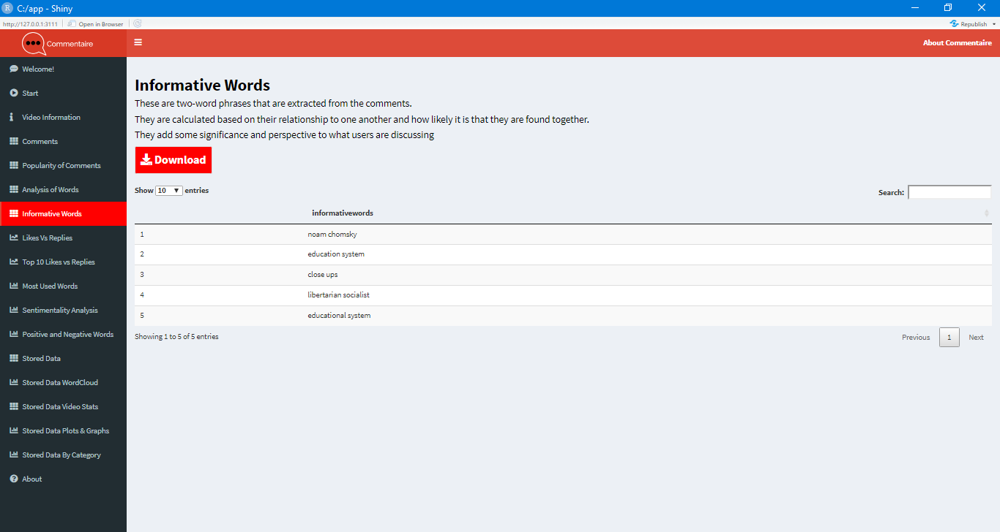 C:/app - Shiny
http://127.0.0.1:3111 Open in Browser Republish
Commentaire About Commentaire
Welcome!
Start
Video Information
Comments
Popularity of Comments
Analysis of Words
Informative Words
Likes Vs Replies
Top 10 Likes vs Replies
Most Used Words
Sentimentality Analysis
Positive and Negative Words
Stored Data
Stored Data WordCloud
Stored Data Video Stats
Stored Data Plots & Graphs
Stored Data By Category
About
Informative Words
These are two-word phrases that are extracted from the comments.
They are calculated based on their relationship to one another and how likely it is that they are found together.
They add some significance and perspective to what users are discussing
Download
Show 10 entries Search:
informativewords
1 noam chomsky
2 education system
3 close ups
4 libertarian socialist
5 educational system
Showing 1 to 5 of 5 entries Previous 1 Next